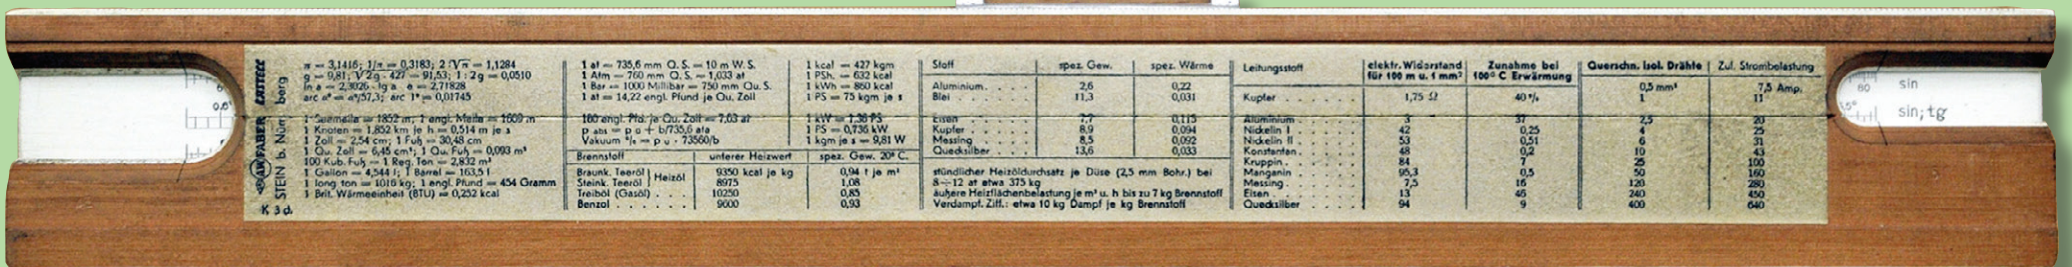 A.W. FABER CASTELL
STEIN b. Nürnberg
K 3 d.
π = 3,1416; 1/π = 0,3183; 2:√π = 1,1284
g = 9,81; √2g · 427 = 91,53; 1 : 2g = 0,0510
ln a = 2,3026 · lg a e = 2,71828
arc α° = α°/57,3; arc 1° = 0,01745
1 Seemeile = 1852 m; 1 engl. Meile = 1609 m
1 Knoten = 1,852 km je h = 0,514 m je s
1 Zoll = 2,54 cm; 1 Fuß = 30,48 cm
1 Qu. Zoll = 6,45 cm²; 1 Qu. Fuß = 0,093 m²
100 Kub. Fuß = 1 Reg. Ton = 2,832 m³
1 Gallon = 4,544 l; 1 Barrel = 163,5 l
1 long ton = 1016 kg; 1 engl. Pfund = 454 Gramm
1 Brit. Wärmeeinheit (BTU) = 0,252 kcal
1 at = 735,6 mm Q. S. = 10 m W. S.
1 Atm = 760 mm Q. S. = 1,033 at
1 Bar = 1000 Millibar = 750 mm Qu. S.
1 at = 14,22 engl. Pfund je Qu. Zoll
100 engl. Pfd. je Qu. Zoll = 7,03 at
p abs = p ü + b/735,6 ata
Vakuum % = p u · 73560/b
1 kcal = 427 kgm
1 PSh. = 632 kcal
1 kWh = 860 kcal
1 PS = 75 kgm je s
1 kW = 1,36 PS
1 PS = 0,736 kW
1 kgm je s = 9,81 W
Brennstoff unterer Heizwert spez. Gew. 20° C.
Braunk. Teeröl Heizöl 9350 kcal je kg 0,94 t je m³
Steink. Teeröl 8975 1,08
Treiböl (Gasöl) . . . 10250 0,85
Benzol . . . . . . 9600 0,93
Stoff spez. Gew. spez. Wärme
Aluminium. . . . 2,6 0,22
Blei . . . . 11,3 0,031
Eisen . . . . 7,7 0,115
Kupfer . . . . 8,9 0,094
Messing. . . . 8,5 0,092
Quecksilber . . . 13,6 0,033
stündlicher Heizöldurchsatz je Düse (2,5 mm Bohr.) bei
8÷12 at etwa 375 kg
äußere Heizflächenbelastung je m² u. h bis zu 7 kg Brennstoff
Verdampf. Ziff.: etwa 10 kg Dampf je kg Brennstoff
Leitungsstoff elektr. Widerstand für 100 m u. 1 mm² Zunahme bei 100° C Erwärmung
Kupfer . . . . 1,75 Ω 40 %
Aluminium . . . 3 37
Nickelin I . . . 42 0,25
Nickelin II . . . 53 0,51
Konstantan . . . 48 0,2
Kruppin. . . . 84 7
Manganin . . . 95,3 0,5
Messing. . . . 7,5 16
Eisen . . . . 13 46
Quecksilber . . . 94 9
Querschn. isol. Drähte Zul. Strombelastung
0,5 mm² 7,5 Amp.
1 11
2,5 20
4 25
6 31
10 43
25 100
50 160
120 280
240 450
400 640
80 sin
sin; tg